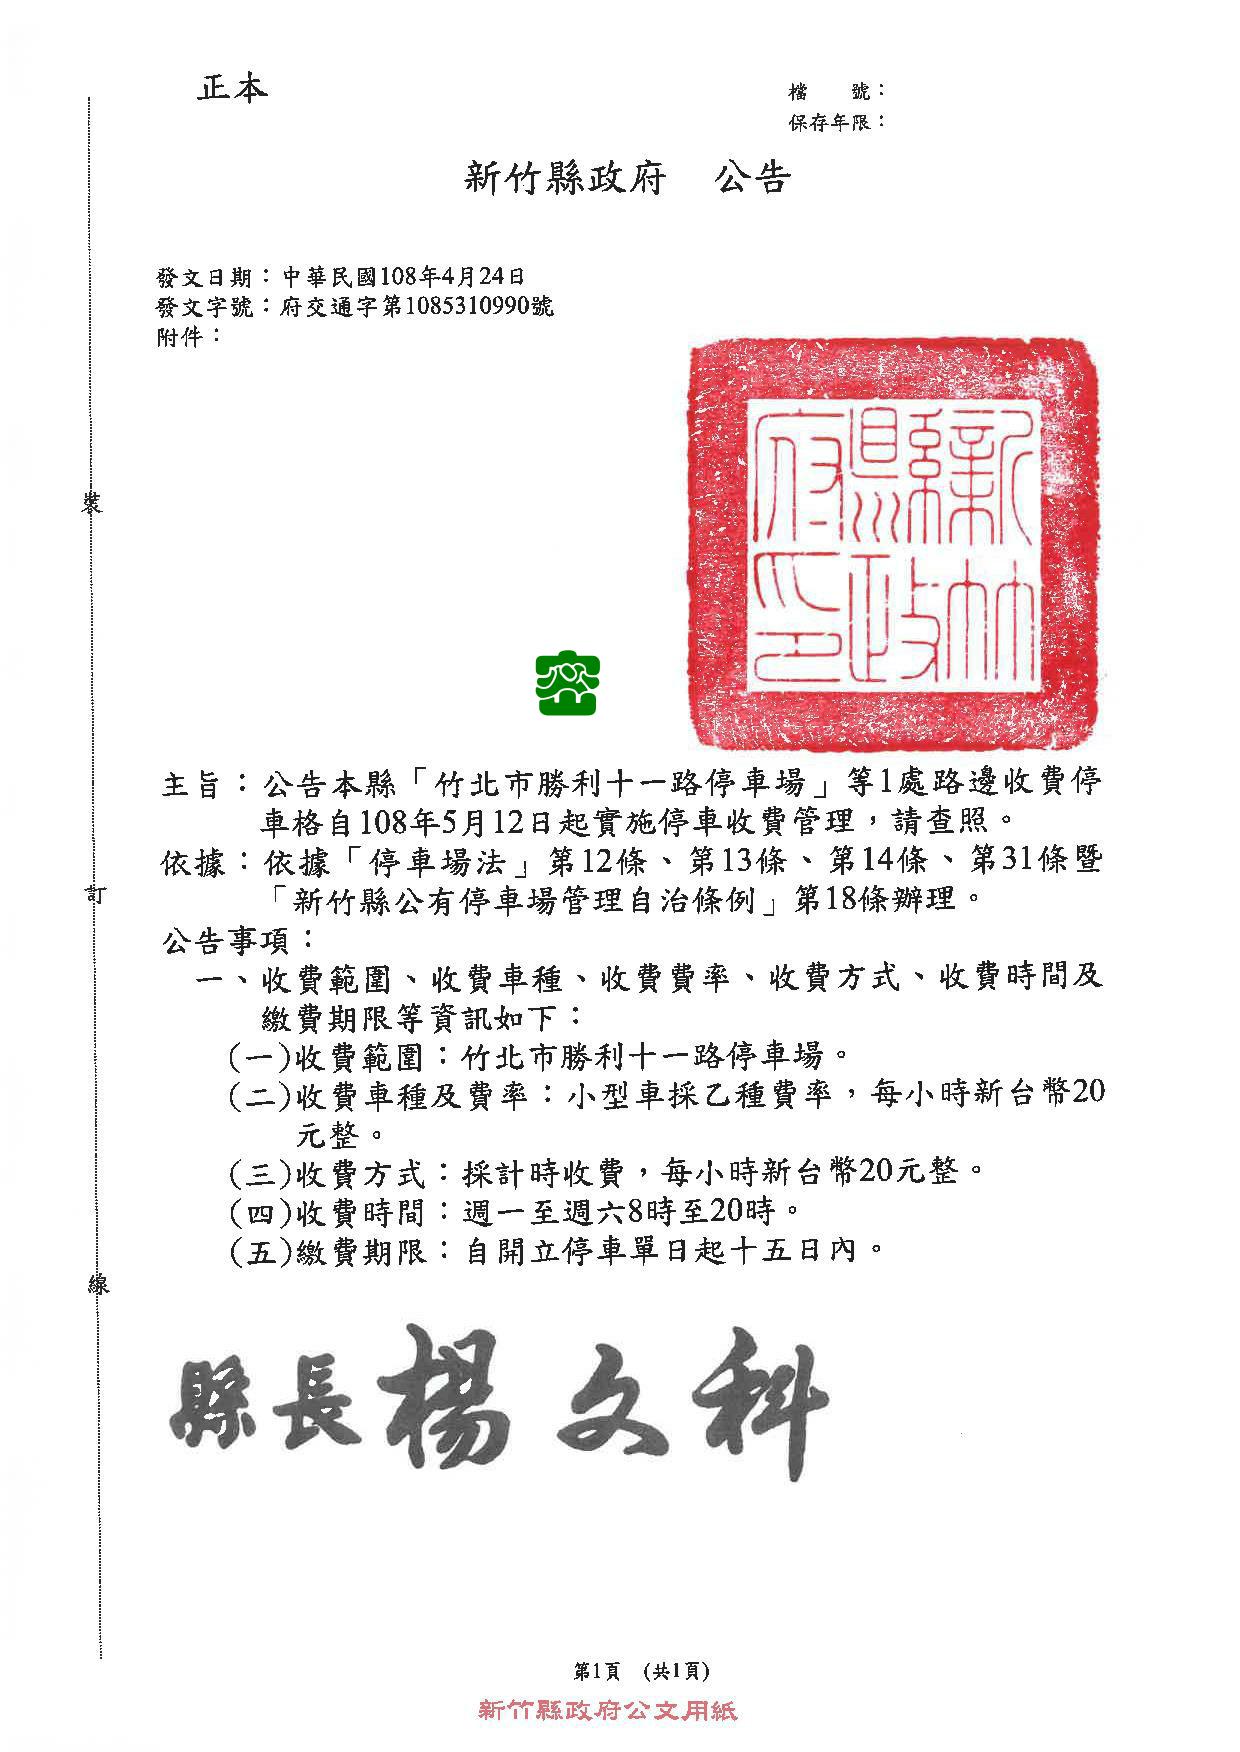 正本
檔　　號：
保存年限：
新竹縣政府　公告
發文日期：中華民國108年4月24日
發文字號：府交通字第1085310990號
附件：
新竹縣政府印
主旨：公告本縣「竹北市勝利十一路停車場」等1處路邊收費停
車格自108年5月12日起實施停車收費管理，請查照。
依據：依據「停車場法」第12條、第13條、第14條、第31條暨
「新竹縣公有停車場管理自治條例」第18條辦理。
公告事項：
一、收費範圍、收費車種、收費費率、收費方式、收費時間及
繳費期限等資訊如下：
(一)收費範圍：竹北市勝利十一路停車場。
(二)收費車種及費率：小型車採乙種費率，每小時新台幣20
元整。
(三)收費方式：採計時收費，每小時新台幣20元整。
(四)收費時間：週一至週六8時至20時。
(五)繳費期限：自開立停車單日起十五日內。
縣長楊文科
裝
訂
線
第1頁　(共1頁)
新竹縣政府公文用紙